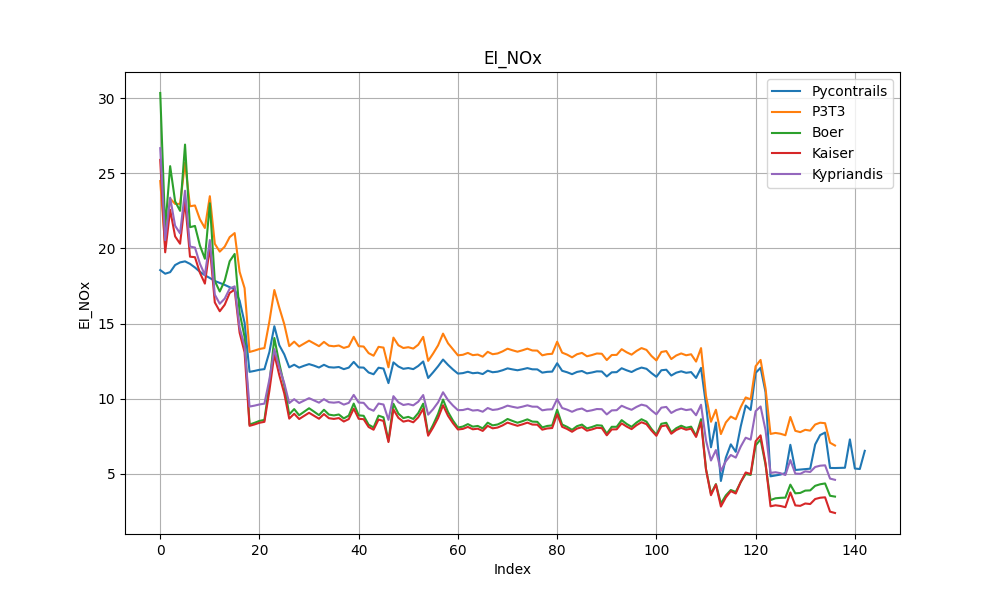 EI_NOx
Pycontrails
P3T3
Boer
Kaiser
Kypriandis
EI_NOx
30
25
20
15
10
5
0 20 40 60 80 100 120 140
Index